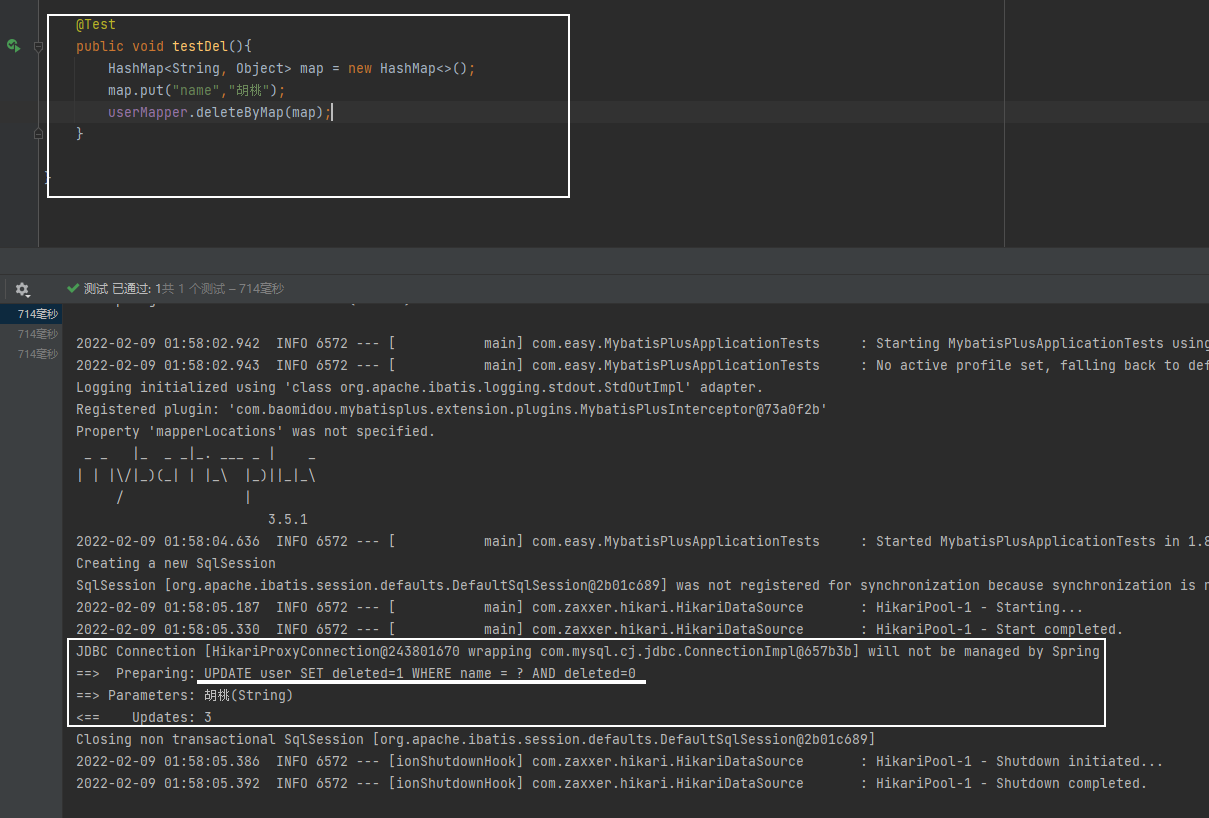 @Test
public void testDel(){
HashMap<String, Object> map = new HashMap<>();
map.put("name","胡桃");
userMapper.deleteByMap(map);
}
}
测试 已通过: 1共 1 个测试 – 714毫秒
714毫秒
714毫秒
714毫秒
2022-02-09 01:58:02.942  INFO 6572 --- [           main] com.easy.MybatisPlusApplicationTests     : Starting MybatisPlusApplicationTests using
2022-02-09 01:58:02.943  INFO 6572 --- [           main] com.easy.MybatisPlusApplicationTests     : No active profile set, falling back to def
Logging initialized using 'class org.apache.ibatis.logging.stdout.StdOutImpl' adapter.
Registered plugin: 'com.baomidou.mybatisplus.extension.plugins.MybatisPlusInterceptor@73a0f2b'
Property 'mapperLocations' was not specified.
 _ _   |_  _ _|_. ___ _ |    _
| | |\/|_)(_| | |_\  |_)||_|_\
     /               |
3.5.1
2022-02-09 01:58:04.636  INFO 6572 --- [           main] com.easy.MybatisPlusApplicationTests     : Started MybatisPlusApplicationTests in 1.8
Creating a new SqlSession
SqlSession [org.apache.ibatis.session.defaults.DefaultSqlSession@2b01c689] was not registered for synchronization because synchronization is
2022-02-09 01:58:05.187  INFO 6572 --- [           main] com.zaxxer.hikari.HikariDataSource       : HikariPool-1 - Starting...
2022-02-09 01:58:05.330  INFO 6572 --- [           main] com.zaxxer.hikari.HikariDataSource       : HikariPool-1 - Start completed.
JDBC Connection [HikariProxyConnection@243801670 wrapping com.mysql.cj.jdbc.ConnectionImpl@657b3b] will not be managed by Spring
==>  Preparing: UPDATE user SET deleted=1 WHERE name = ? AND deleted=0
==> Parameters: 胡桃(String)
<==    Updates: 3
Closing non transactional SqlSession [org.apache.ibatis.session.defaults.DefaultSqlSession@2b01c689]
2022-02-09 01:58:05.386  INFO 6572 --- [ionShutdownHook] com.zaxxer.hikari.HikariDataSource       : HikariPool-1 - Shutdown initiated...
2022-02-09 01:58:05.392  INFO 6572 --- [ionShutdownHook] com.zaxxer.hikari.HikariDataSource       : HikariPool-1 - Shutdown completed.